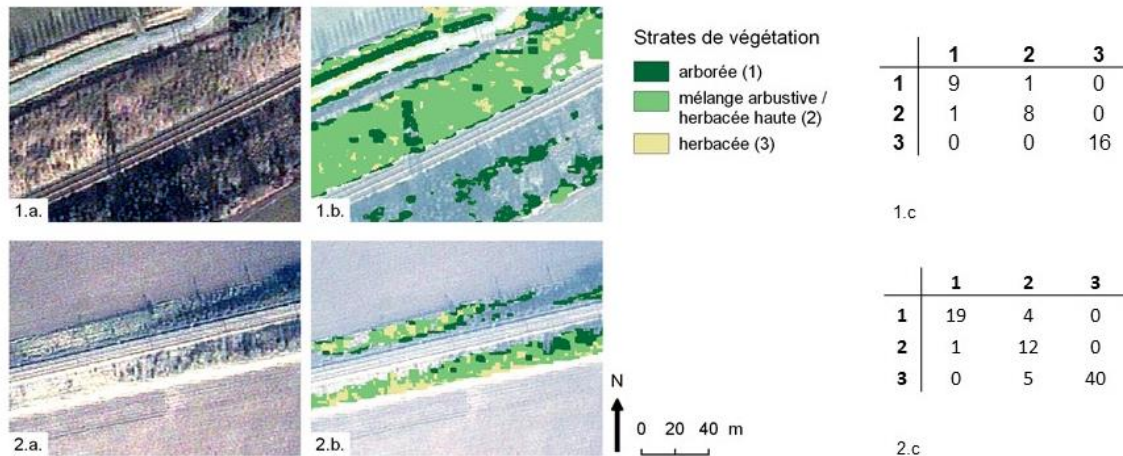 1.a.
1.b.
2.a.
2.b.
Strates de végétation
arborée (1)
mélange arbustive /
herbacée haute (2)
herbacée (3)
N
0 20 40 m
1 2 3
1 9 1 0
2 1 8 0
3 0 0 16
1.c
1 2 3
1 19 4 0
2 1 12 0
3 0 5 40
2.c